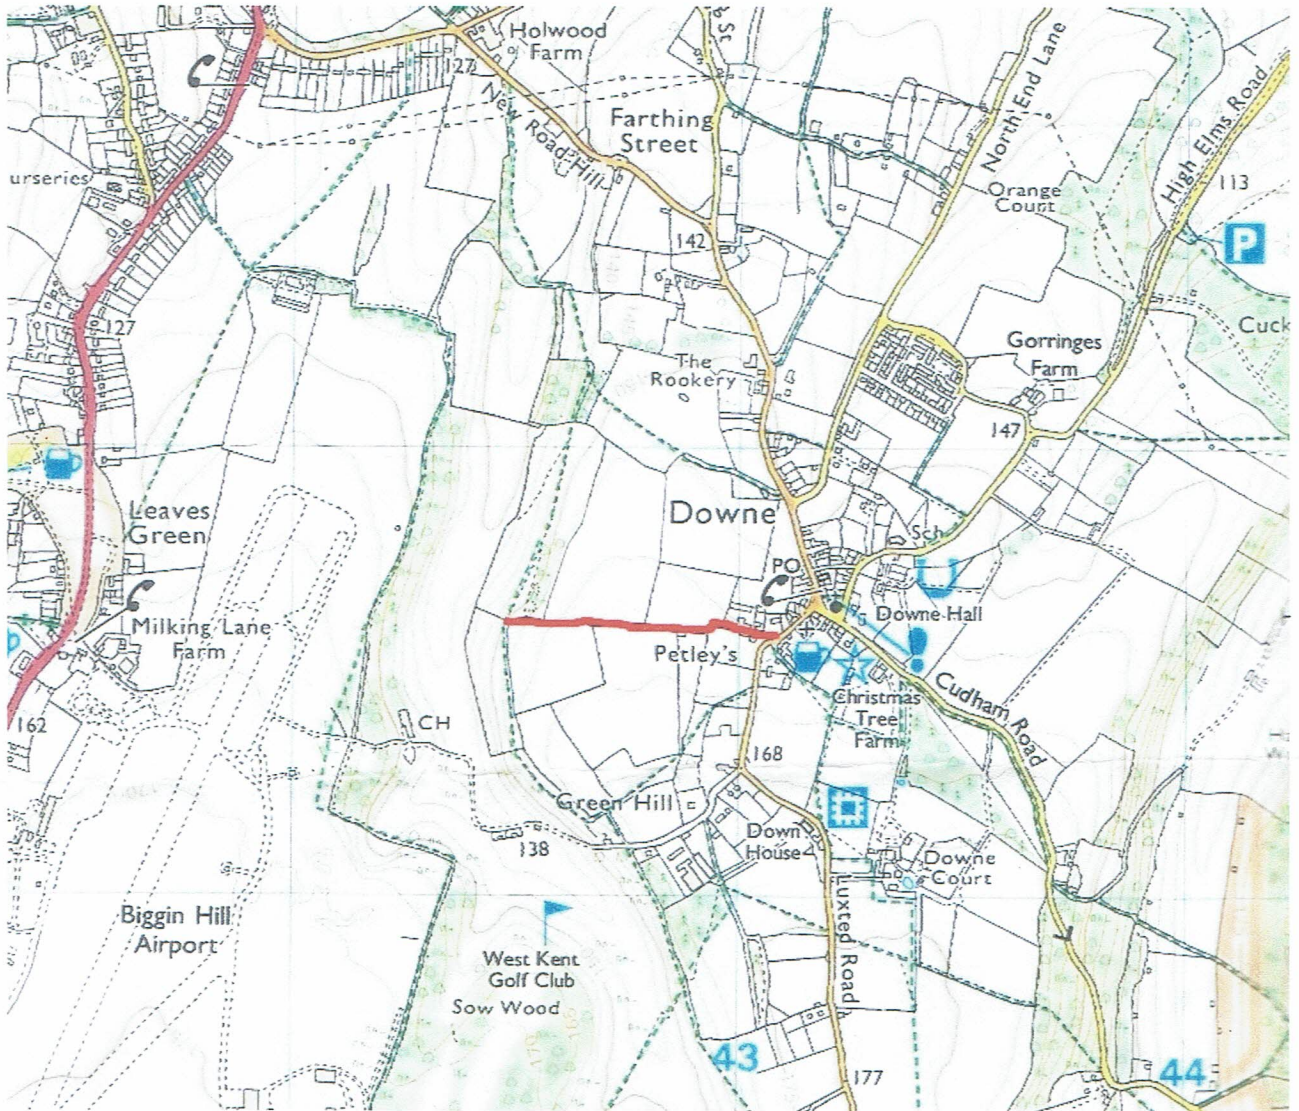 Holwood
Farm
127
New Road Hill
Farthing
Street
St
North End Lane
High Elms Road
113
P
urseries
Orange
Court
142
127
Gorringes
Farm
Cuck
The
Rookery
147
Leaves
Green
Downe
Sch
PO
Milking Lane
Farm
Downe Hall
Petley's
Christmas
Tree
Farm
Cudham Road
162
CH
168
Green Hill
138
Down
House
Downe
Court
Luxted Road
Biggin Hill
Airport
West Kent
Golf Club
Sow Wood
43
44
177